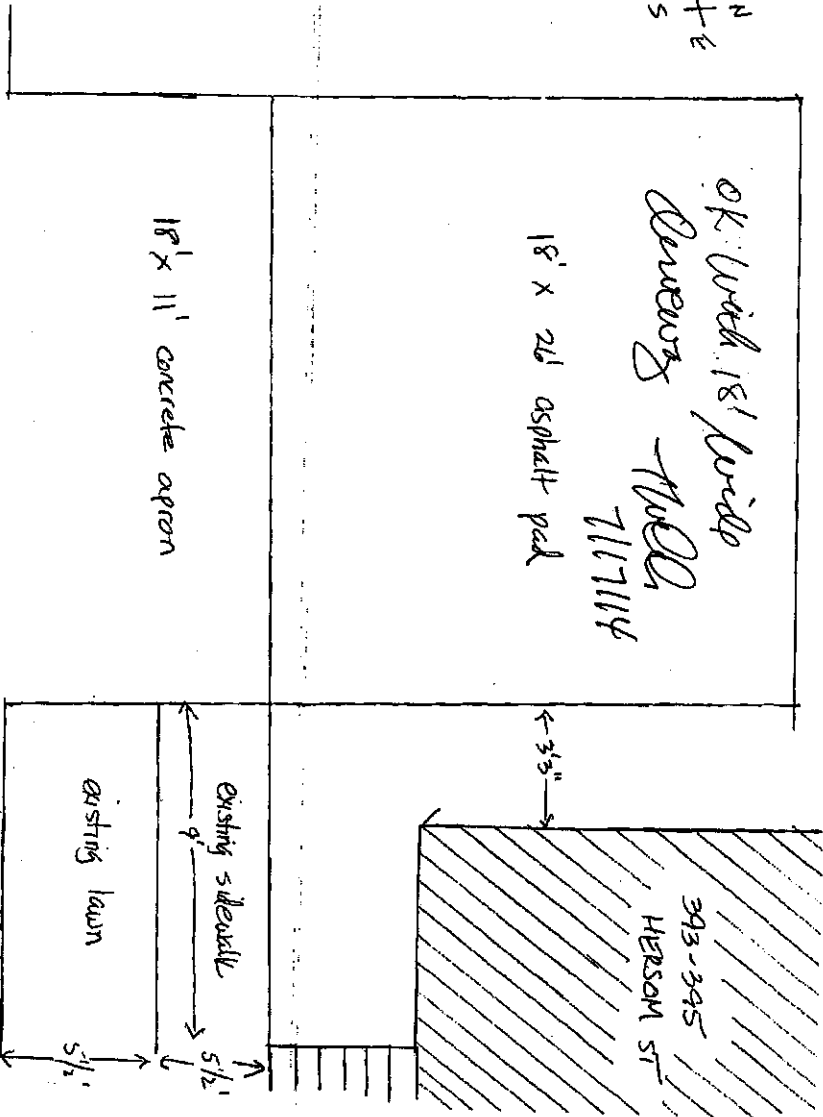 N
E
S
OK with 18' wide
driveway
7/17/14
18' x 26' asphalt pad
18' x 11' concrete apron
3'3"
393-395
HERSOM ST
existing sidewalk
9'
5 1/2'
existing lawn
5 1/2'